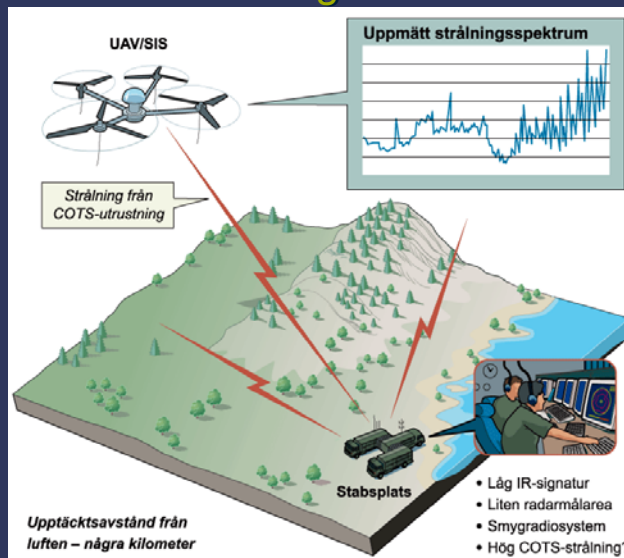 UAV/SIS
Uppmätt strålningsspektrum
Strålning från
COTS-utrustning
Stabsplats
• Låg IR-signatur
• Liten radarmålarea
• Smygradiosystem
• Hög COTS-strålning?
Upptäcktsavstånd från
luften – några kilometer